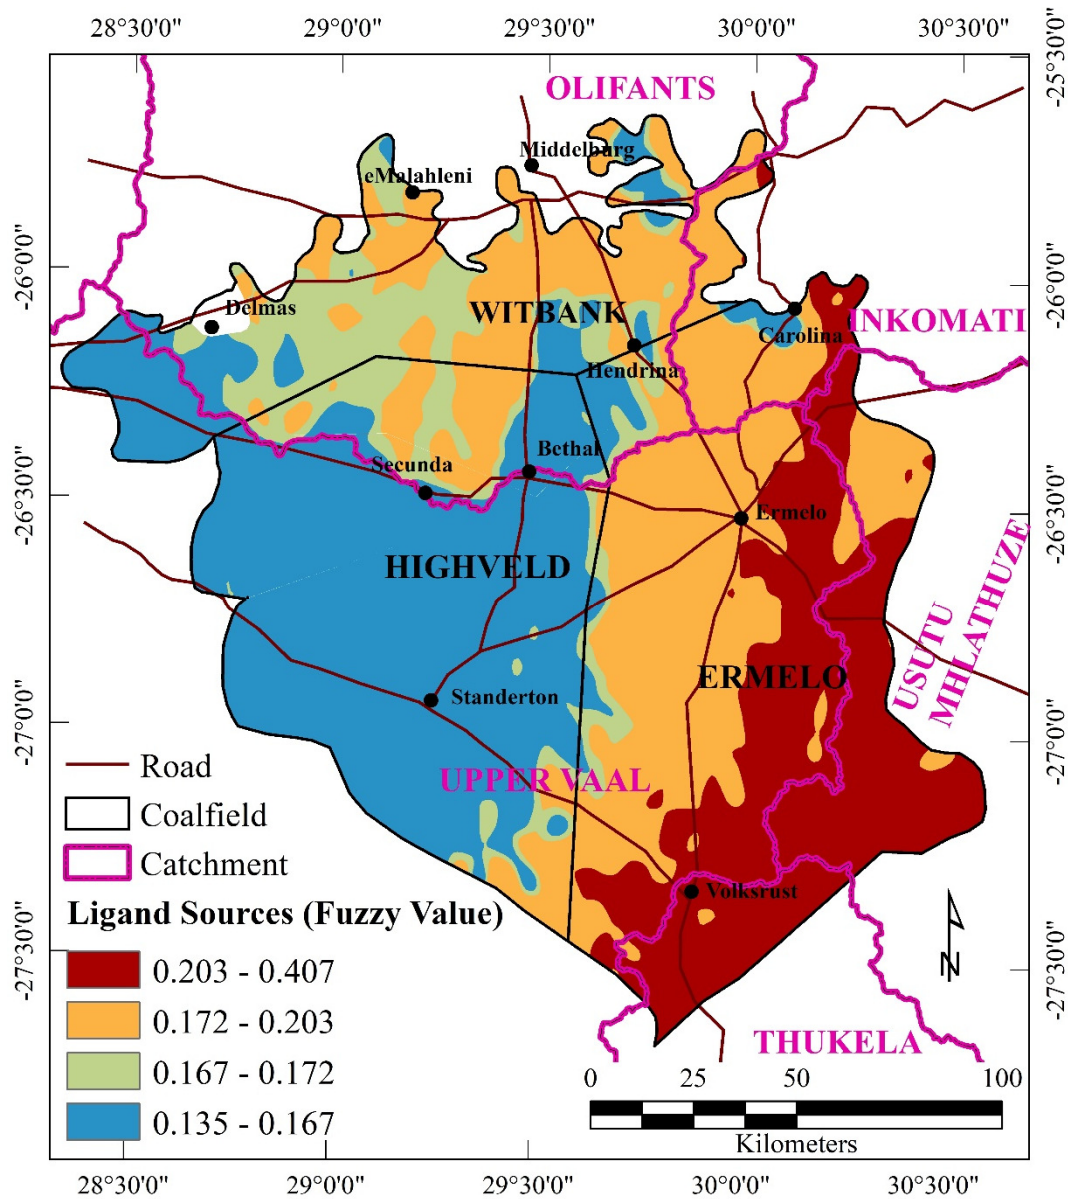 28°30'0" 29°0'0" 29°30'0" 30°0'0" 30°30'0"
-25°30'0"
OLIFANTS
Middelburg
eMalahleni
-26°0'0"
-26°0'0"
Delmas
WITBANK
INKOMATI
Carolina
Hendrina
Bethal
Secunda
-26°30'0"
-26°30'0"
Ermelo
HIGHVELD
USUTU
MHLATHUZE
ERMELO
Standerton
-27°0'0"
-27°0'0"
UPPER VAAL
Road
Coalfield
Catchment
Volksrust
Ligand Sources (Fuzzy Value)
N
-27°30'0"
-27°30'0"
0.203 - 0.407
0.172 - 0.203
THUKELA
0.167 - 0.172
0 25 50 100
0.135 - 0.167
Kilometers
28°30'0" 29°0'0" 29°30'0" 30°0'0" 30°30'0"